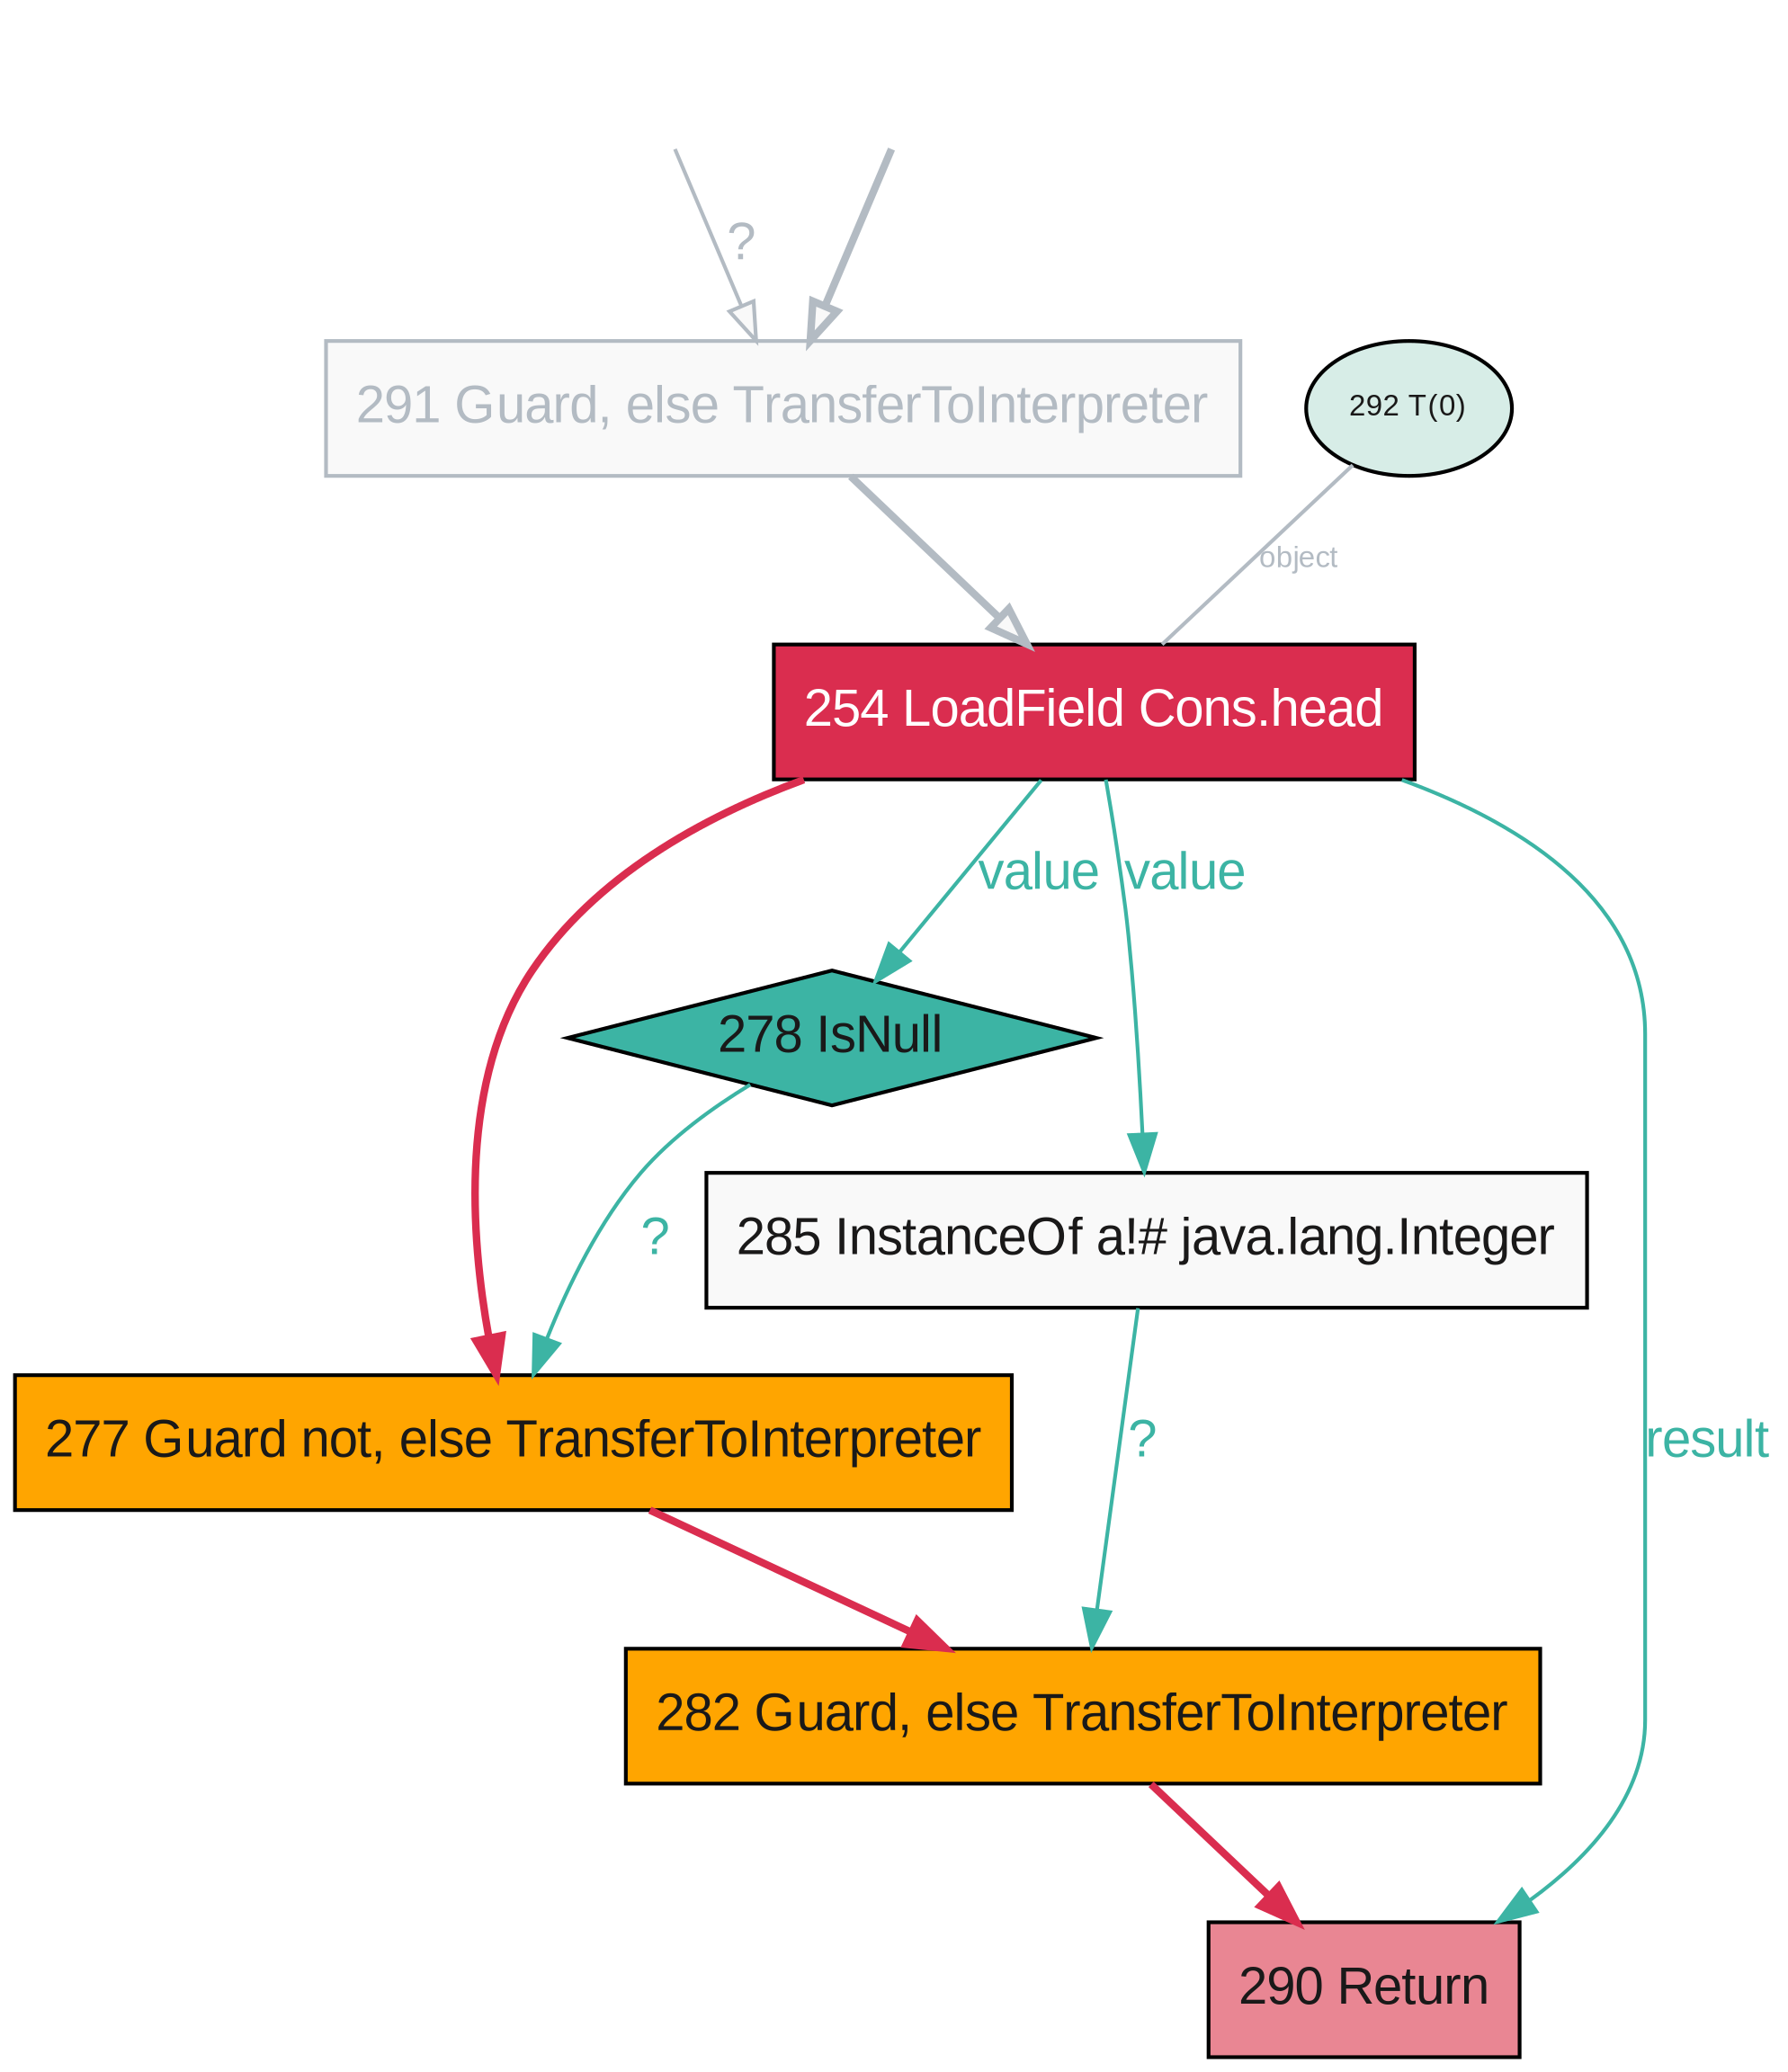 ?
291 Guard, else TransferToInterpreter
292 T(0)
object
254 LoadField Cons.head
value
value
278 IsNull
?
285 InstanceOf a!# java.lang.Integer
277 Guard not, else TransferToInterpreter
?
result
282 Guard, else TransferToInterpreter
290 Return